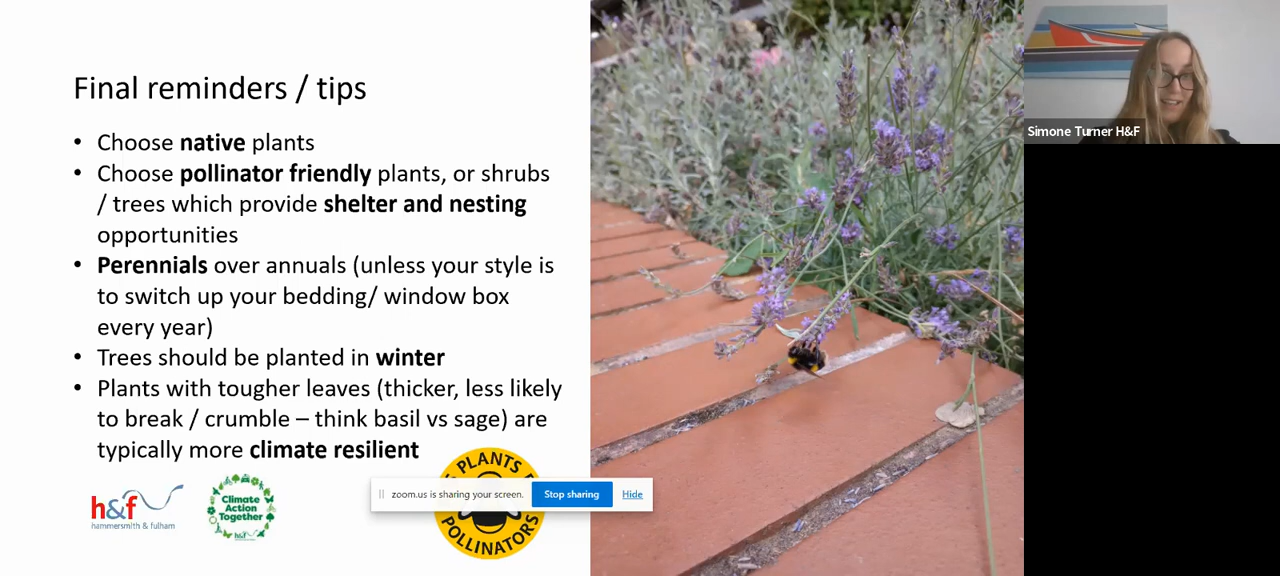 Final reminders / tips
• Choose native plants
• Choose pollinator friendly plants, or shrubs
/ trees which provide shelter and nesting
opportunities
• Perennials over annuals (unless your style is
to switch up your bedding/ window box
every year)
• Trees should be planted in winter
• Plants with tougher leaves (thicker, less likely
to break / crumble – think basil vs sage) are
typically more climate resilient
h&f
hammersmith & fulham
Climate
Action
Together
h&f
PLANTS
POLLINATORS
zoom.us is sharing your screen.
Stop sharing
Hide
Simone Turner H&F